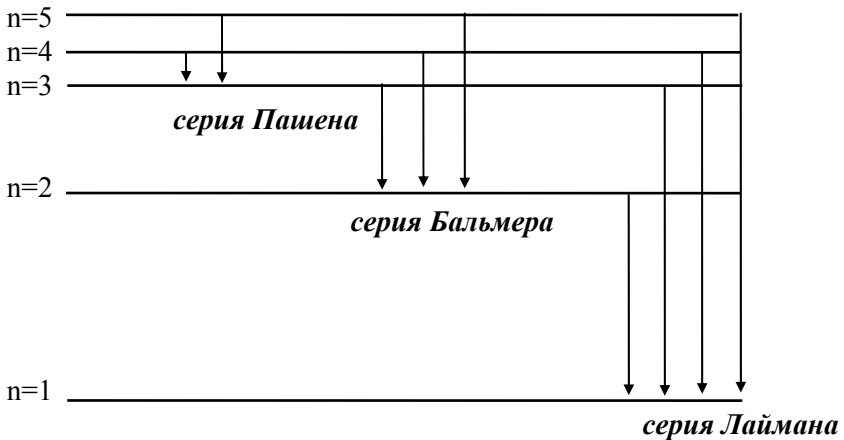 n=5
n=4
n=3
серия Пашена
n=2
серия Бальмера
n=1
серия Лаймана